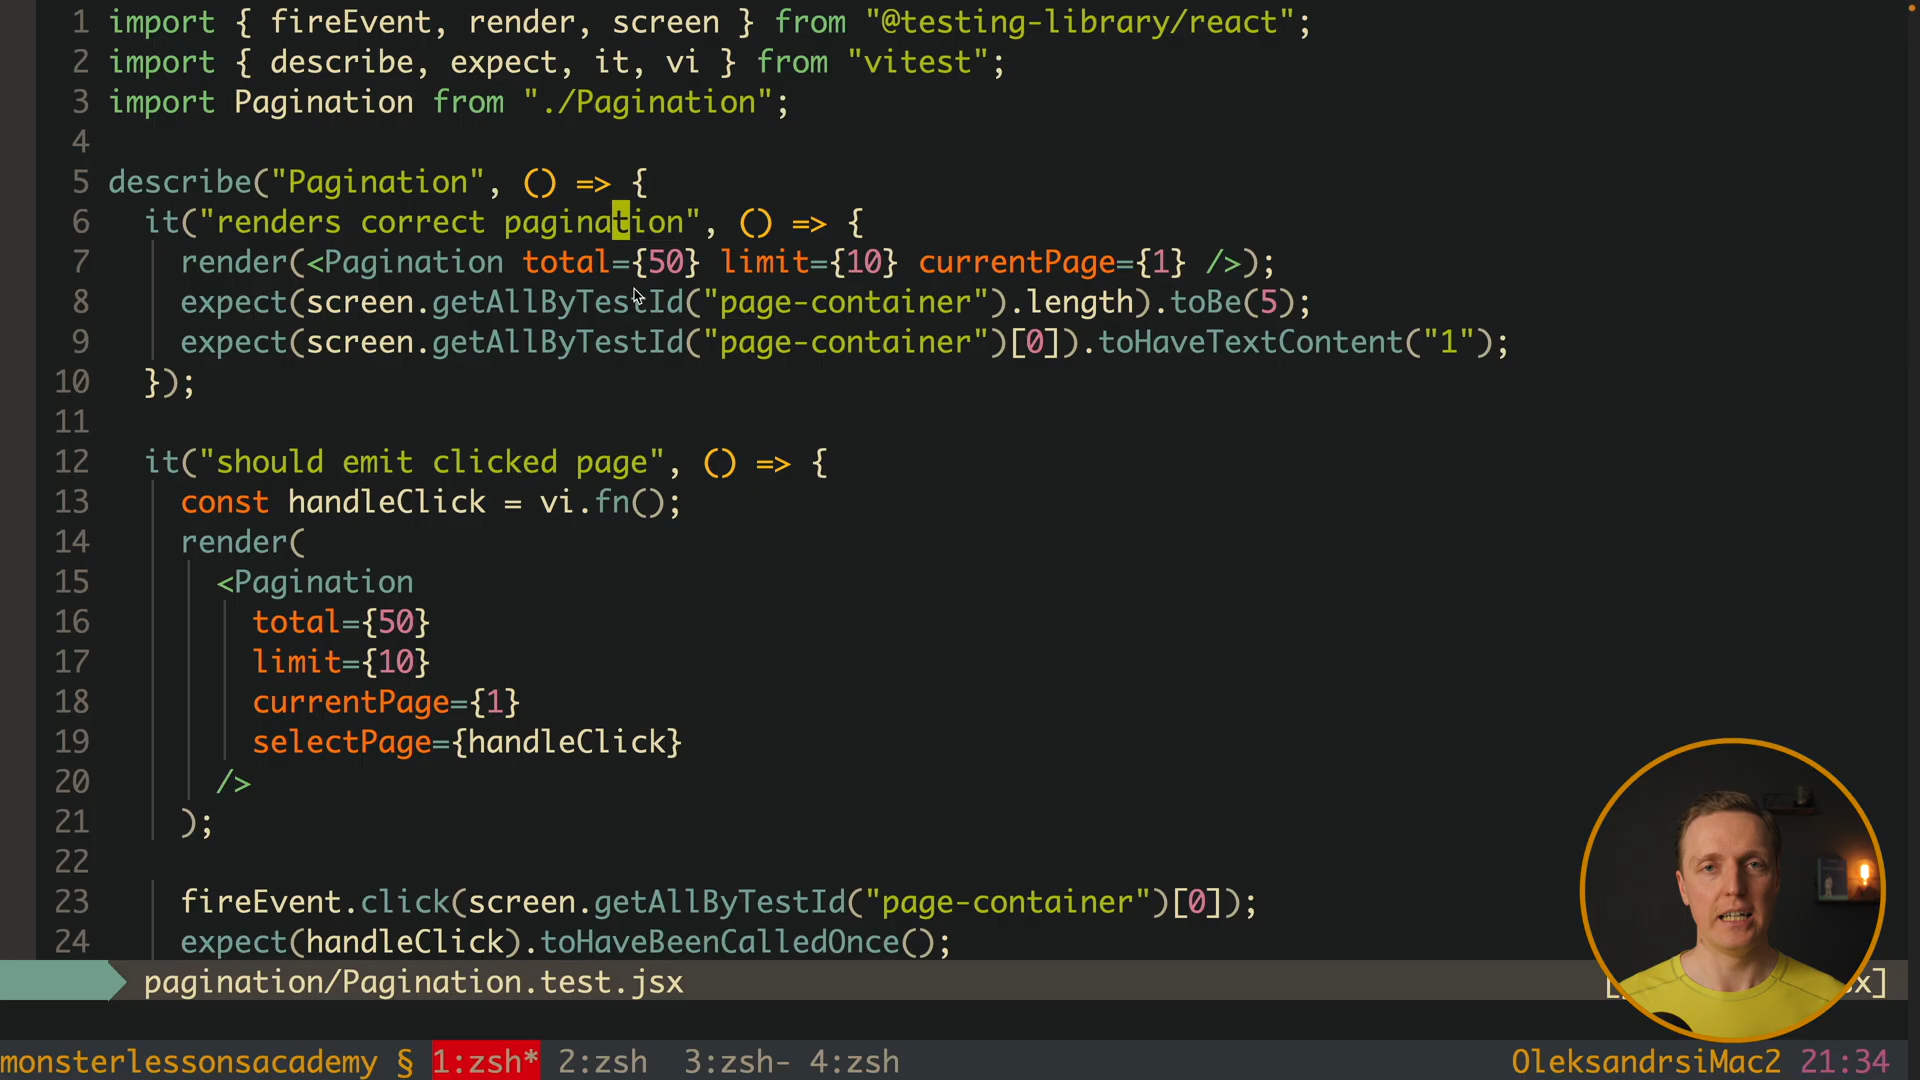 1 import { fireEvent, render, screen } from "@testing-library/react";
2 import { describe, expect, it, vi } from "vitest";
3 import Pagination from "./Pagination";
4
5 describe("Pagination", () => {
6   it("renders correct pagination", () => {
7     render(<Pagination total={50} limit={10} currentPage={1} />);
8     expect(screen.getAllByTestId("page-container").length).toBe(5);
9     expect(screen.getAllByTestId("page-container")[0]).toHaveTextContent("1");
10   });
11
12   it("should emit clicked page", () => {
13     const handleClick = vi.fn();
14     render(
15       <Pagination
16         total={50}
17         limit={10}
18         currentPage={1}
19         selectPage={handleClick}
20       />
21     );
22
23     fireEvent.click(screen.getAllByTestId("page-container")[0]);
24     expect(handleClick).toHaveBeenCalledOnce();
pagination/Pagination.test.jsx
monsterlessonsacademy § 1:zsh* 2:zsh 3:zsh- 4:zsh OleksandrsiMac2 21:34